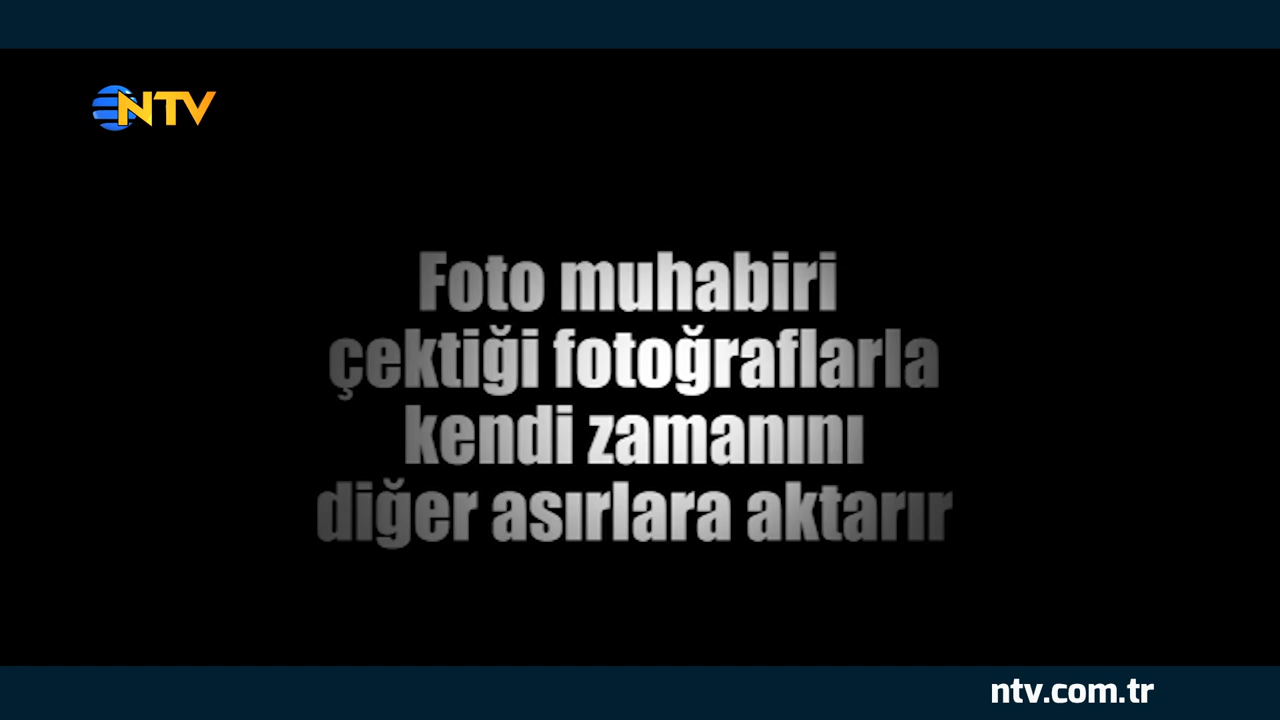 NTV
Foto muhabiri
çektiği fotoğraflarla
kendi zamanını
diğer asırlara aktarır
ntv.com.tr